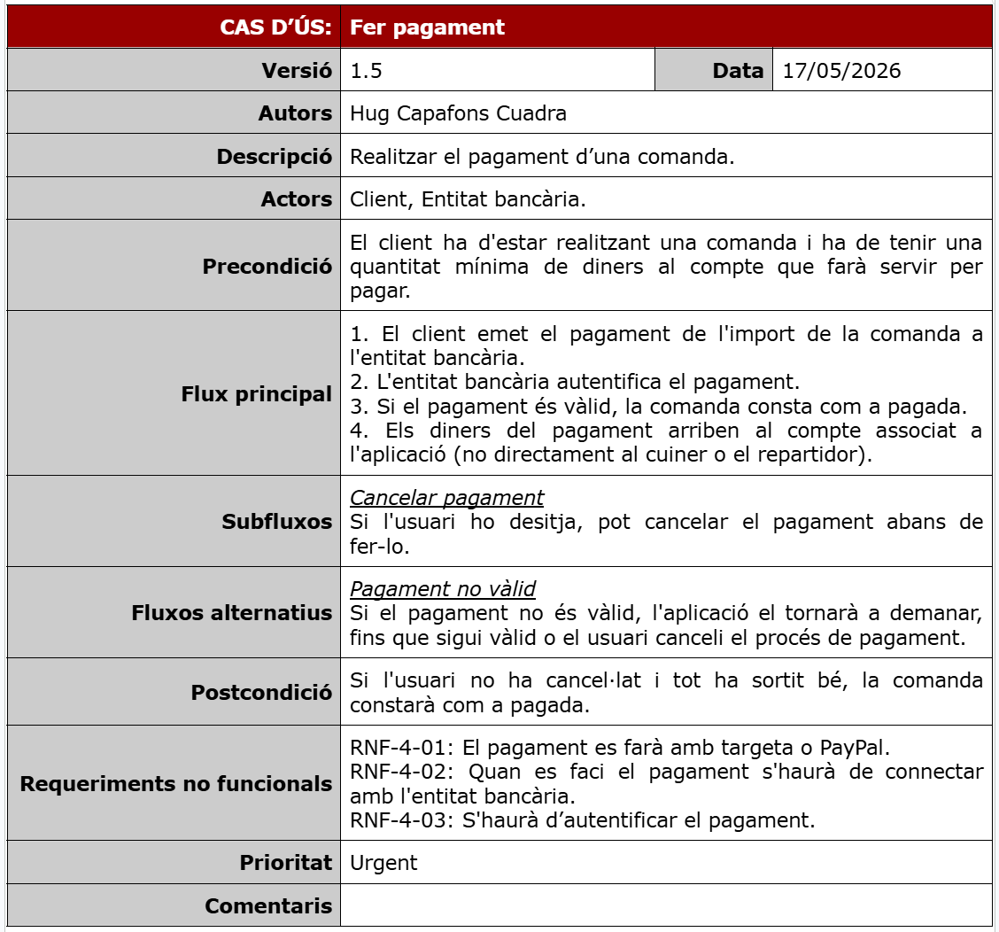 CAS D’ÚS: Fer pagament
Versió 1.5 Data 17/05/2026
Autors Hug Capafons Cuadra
Descripció Realitzar el pagament d’una comanda.
Actors Client, Entitat bancària.
Precondició
El client ha d'estar realitzant una comanda i ha de tenir una
quantitat mínima de diners al compte que farà servir per
pagar.
Flux principal
1. El client emet el pagament de l'import de la comanda a
l'entitat bancària.
2. L'entitat bancària autentifica el pagament.
3. Si el pagament és vàlid, la comanda consta com a pagada.
4. Els diners del pagament arriben al compte associat a
l'aplicació (no directament al cuiner o el repartidor).
Subfluxos
Cancelar pagament
Si l'usuari ho desitja, pot cancelar el pagament abans de
fer-lo.
Fluxos alternatius
Pagament no vàlid
Si el pagament no és vàlid, l'aplicació el tornarà a demanar,
fins que sigui vàlid o el usuari canceli el procés de pagament.
Postcondició
Si l'usuari no ha cancel·lat i tot ha sortit bé, la comanda
constarà com a pagada.
Requeriments no funcionals
RNF-4-01: El pagament es farà amb targeta o PayPal.
RNF-4-02: Quan es faci el pagament s'haurà de connectar
amb l'entitat bancària.
RNF-4-03: S'haurà d’autentificar el pagament.
Prioritat Urgent
Comentaris